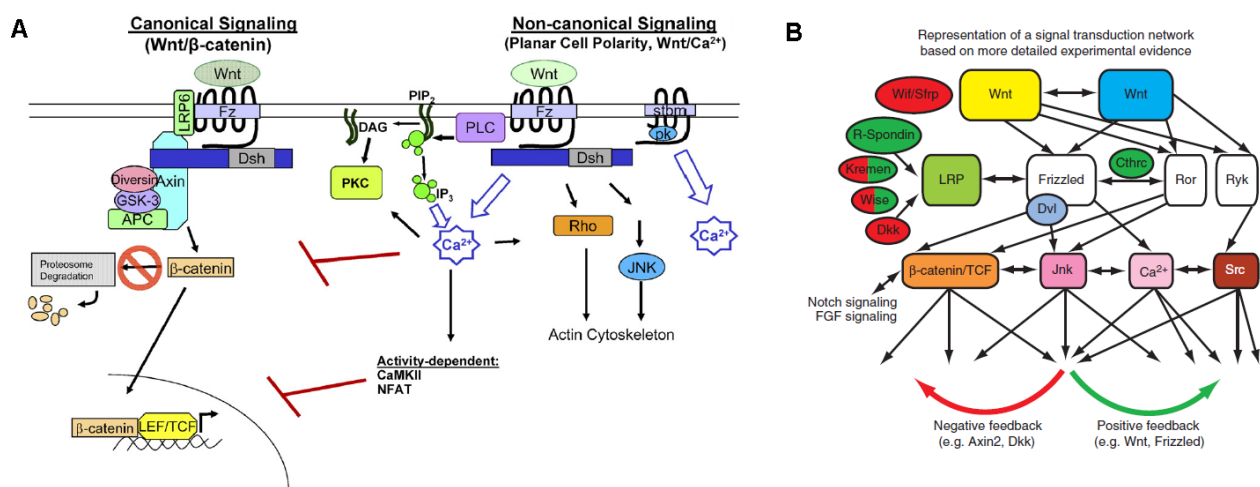 A
Canonical Signaling
(Wnt/β-catenin)
Non-canonical Signaling
(Planar Cell Polarity, Wnt/Ca2+)
Wnt
LRP6
Fz
Dsh
Axin
Diversin
GSK-3
APC
β-catenin
Proteosome
Degradation
β-catenin
LEF/TCF
PIP2
DAG
PLC
PKC
IP3
Ca2+
Wnt
Fz
Dsh
stbm
pk
Rho
JNK
Ca2+
Actin Cytoskeleton
Activity-dependent:
CaMKII
NFAT
B
Representation of a signal transduction network
based on more detailed experimental evidence
Wif/Sfrp
Wnt
Wnt
R-Spondin
Kremen
Wise
Dkk
LRP
Frizzled
Cthrc
Ror
Ryk
Dvl
β-catenin/TCF
Jnk
Ca2+
Src
Notch signaling
FGF signaling
Negative feedback
(e.g. Axin2, Dkk)
Positive feedback
(e.g. Wnt, Frizzled)